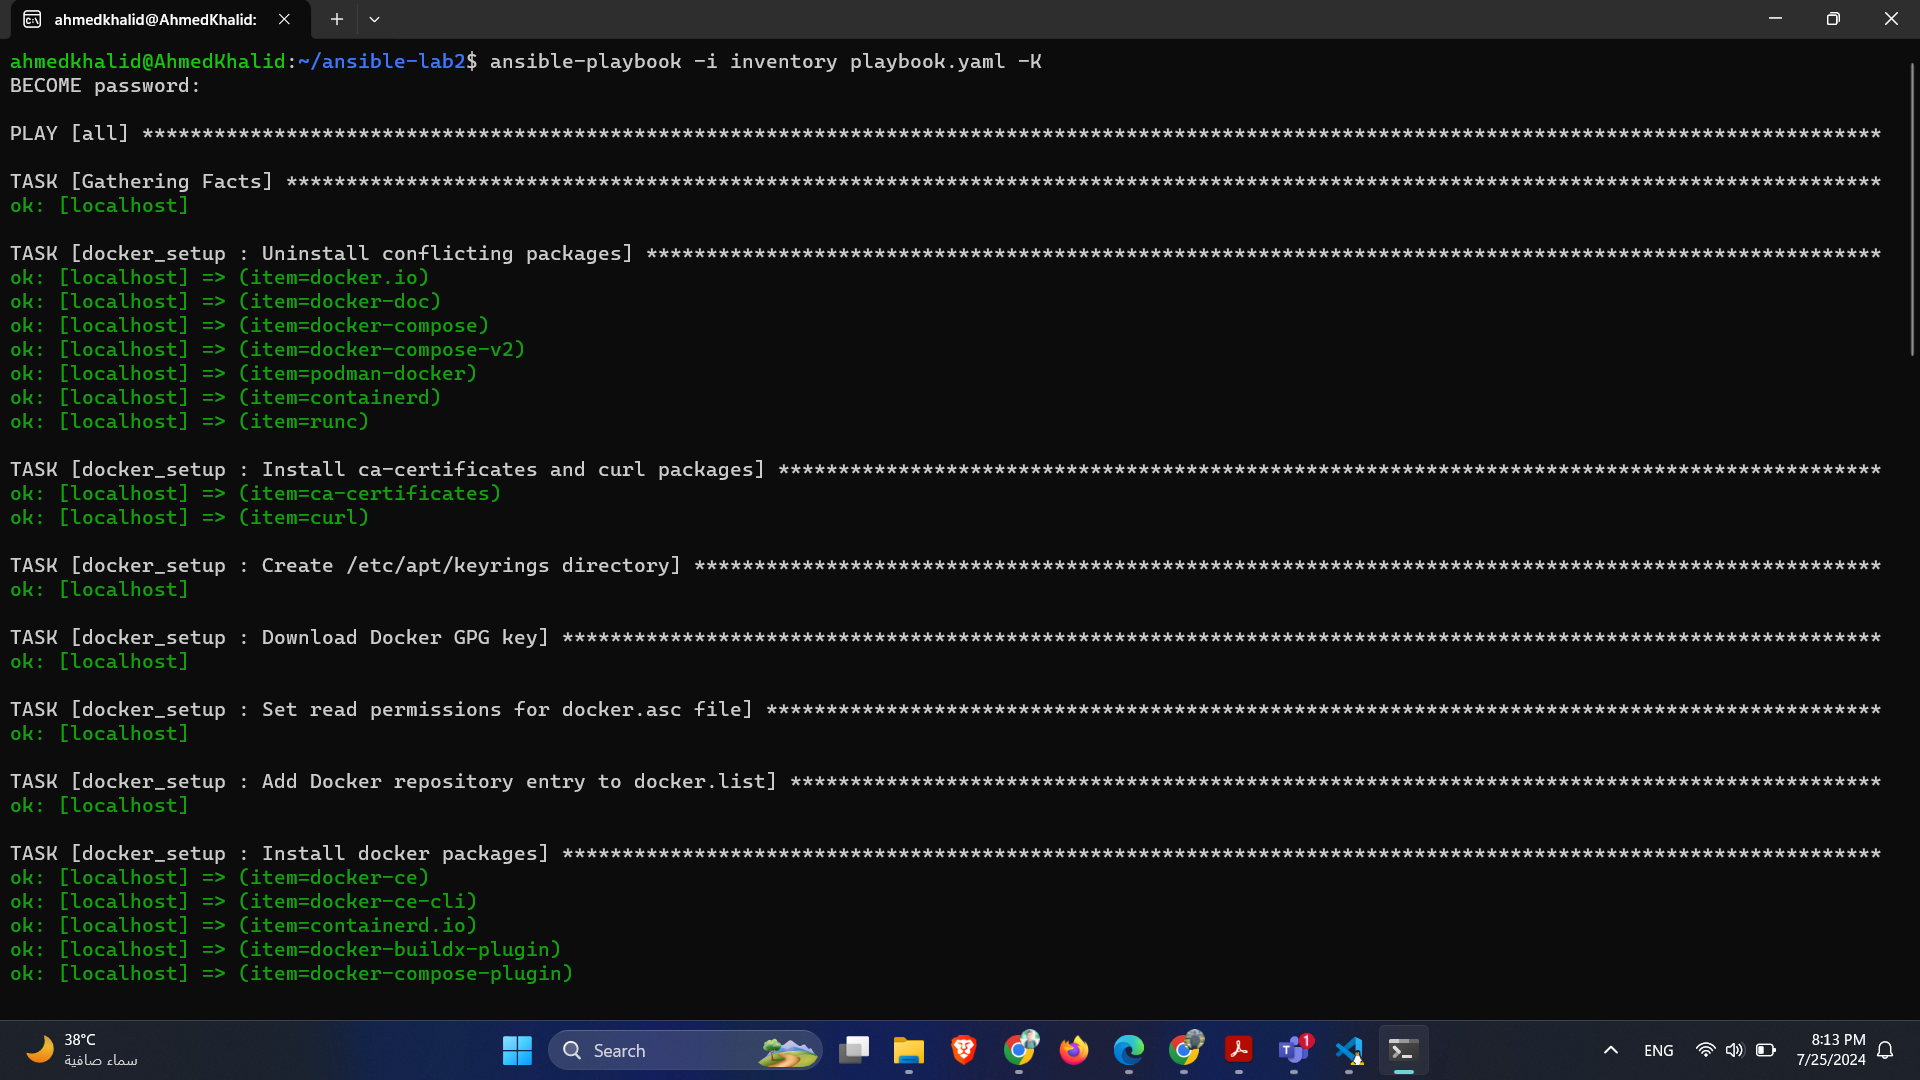 ahmedkhalid@AhmedKhalid:
ahmedkhalid@AhmedKhalid:~/ansible-lab2$ ansible-playbook -i inventory playbook.yaml -K
BECOME password:
PLAY [all] *************************************************************************************************************************************************
TASK [Gathering Facts] *************************************************************************************************************************************
ok: [localhost]
TASK [docker_setup : Uninstall conflicting packages] *******************************************************************************************************
ok: [localhost] => (item=docker.io)
ok: [localhost] => (item=docker-doc)
ok: [localhost] => (item=docker-compose)
ok: [localhost] => (item=docker-compose-v2)
ok: [localhost] => (item=podman-docker)
ok: [localhost] => (item=containerd)
ok: [localhost] => (item=runc)
TASK [docker_setup : Install ca-certificates and curl packages] ********************************************************************************************
ok: [localhost] => (item=ca-certificates)
ok: [localhost] => (item=curl)
TASK [docker_setup : Create /etc/apt/keyrings directory] ***************************************************************************************************
ok: [localhost]
TASK [docker_setup : Download Docker GPG key] **************************************************************************************************************
ok: [localhost]
TASK [docker_setup : Set read permissions for docker.asc file] *********************************************************************************************
ok: [localhost]
TASK [docker_setup : Add Docker repository entry to docker.list] *******************************************************************************************
ok: [localhost]
TASK [docker_setup : Install docker packages] **************************************************************************************************************
ok: [localhost] => (item=docker-ce)
ok: [localhost] => (item=docker-ce-cli)
ok: [localhost] => (item=containerd.io)
ok: [localhost] => (item=docker-buildx-plugin)
ok: [localhost] => (item=docker-compose-plugin)
38°C
سماء صافية
Search
1
ENG
8:13 PM
7/25/2024